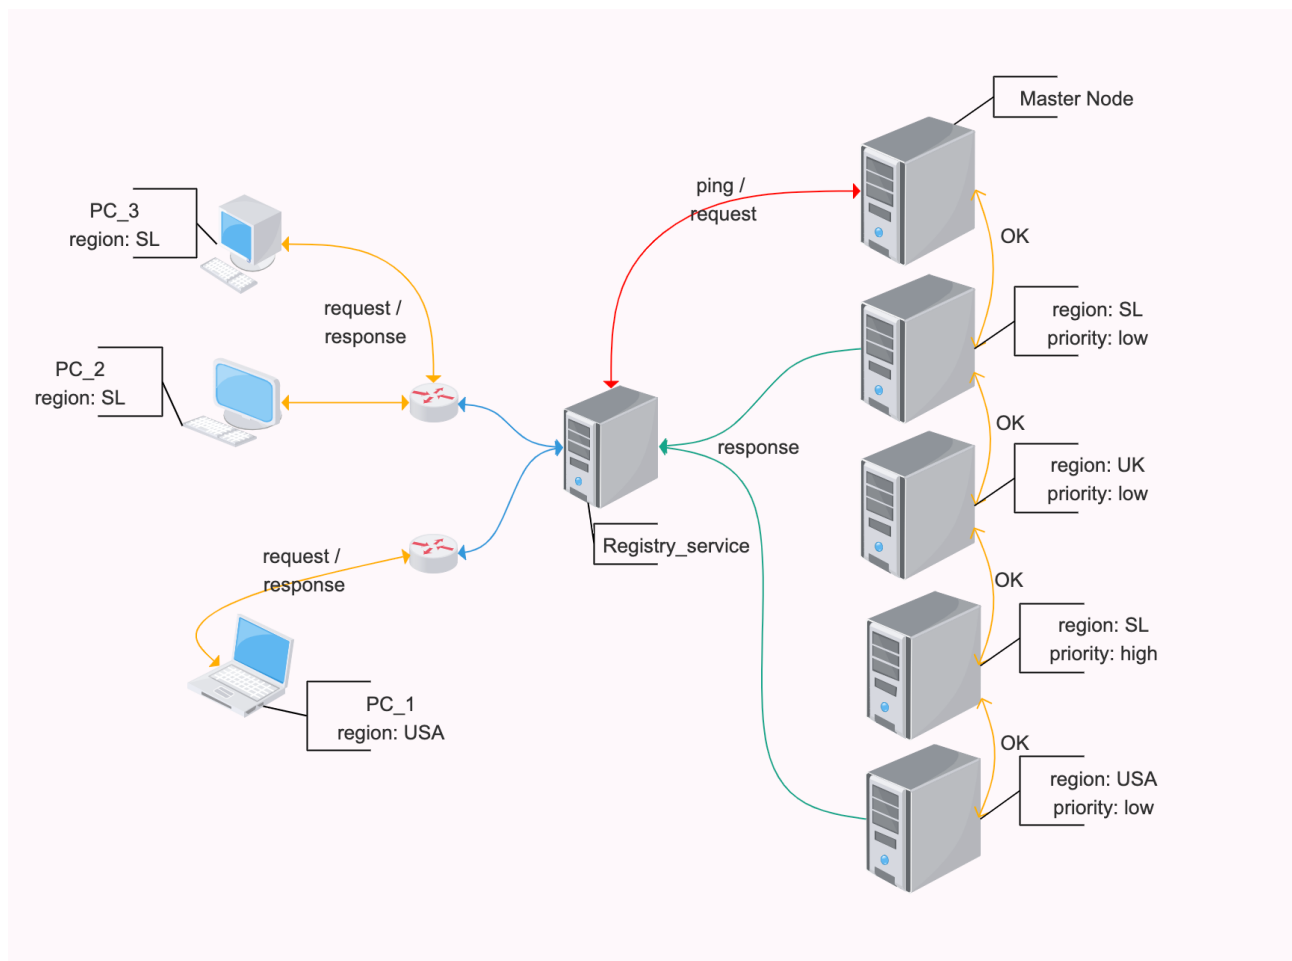 Master Node
ping /
request
PC_3
region: SL
OK
request /
response
region: SL
priority: low
PC_2
region: SL
OK
response
region: UK
priority: low
Registry_service
request /
response
OK
region: SL
priority: high
PC_1
region: USA
OK
region: USA
priority: low